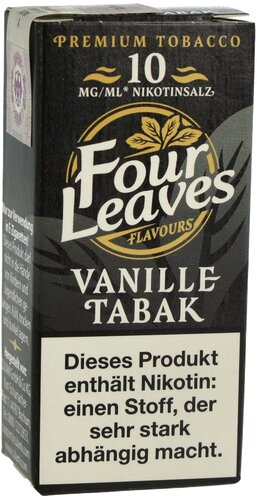 PREMIUM TOBACCO
10
MG/ML* NIKOTINSALZ
Four
Leaves
FLAVOURS
VANILLE
TABAK
Dieses Produkt
enthält Nikotin:
einen Stoff, der
sehr stark
abhängig macht.